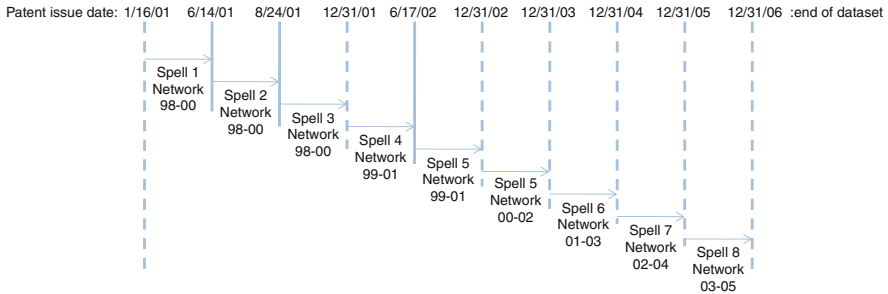 Patent issue date: 1/16/01 6/14/01 8/24/01 12/31/01 6/17/02 12/31/02 12/31/03 12/31/04 12/31/05 12/31/06 :end of dataset
Spell 1
Network
98-00
Spell 2
Network
98-00
Spell 3
Network
98-00
Spell 4
Network
99-01
Spell 5
Network
99-01
Spell 5
Network
00-02
Spell 6
Network
01-03
Spell 7
Network
02-04
Spell 8
Network
03-05